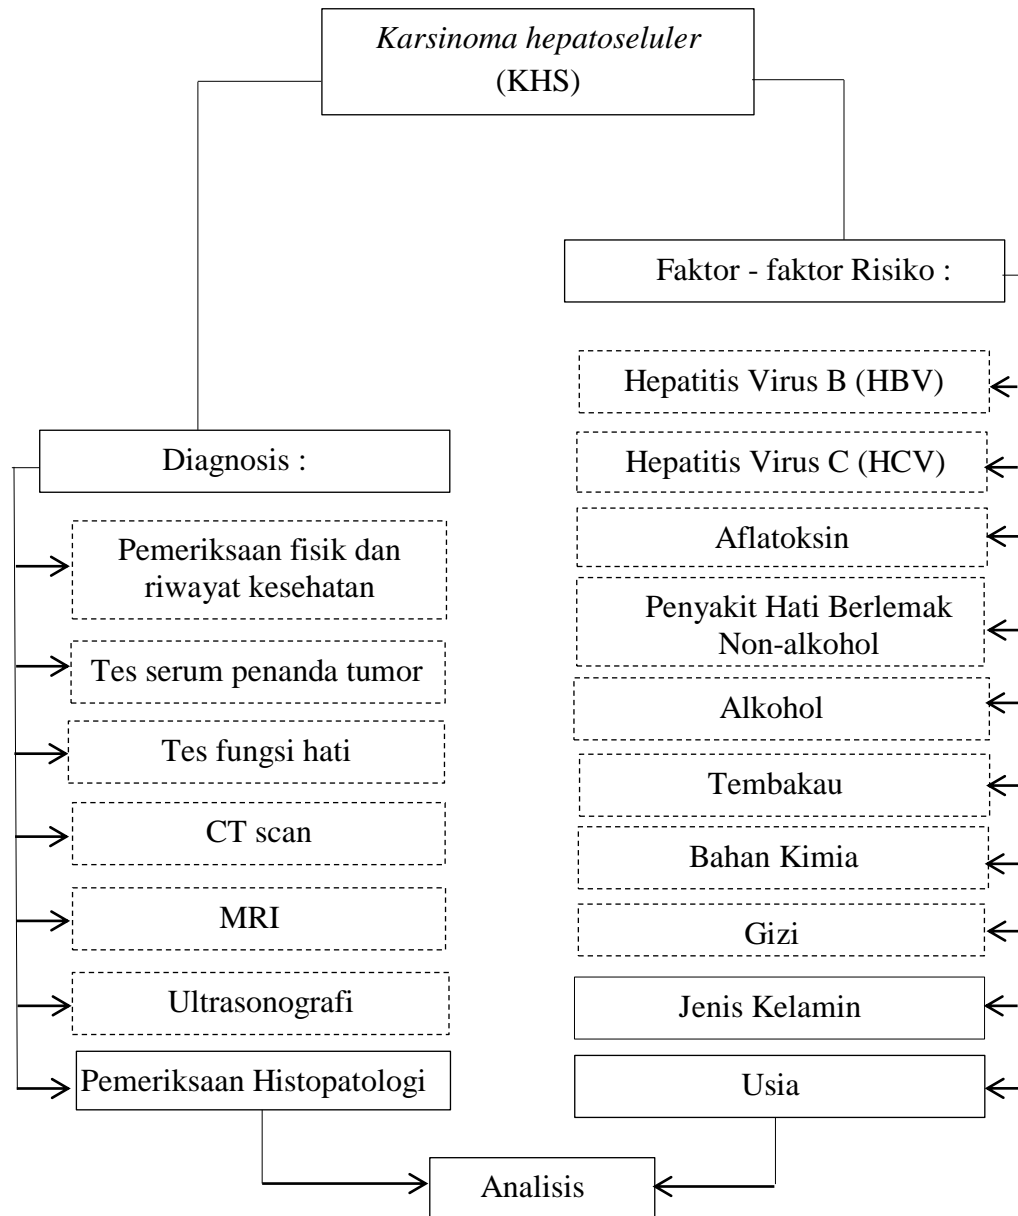 Karsinoma hepatoseluler
(KHS)
Faktor - faktor Risiko :
Hepatitis Virus B (HBV)
Hepatitis Virus C (HCV)
Aflatoksin
Penyakit Hati Berlemak
Non-alkohol
Alkohol
Tembakau
Bahan Kimia
Gizi
Jenis Kelamin
Usia
Diagnosis :
Pemeriksaan fisik dan
riwayat kesehatan
Tes serum penanda tumor
Tes fungsi hati
CT scan
MRI
Ultrasonografi
Pemeriksaan Histopatologi
Analisis